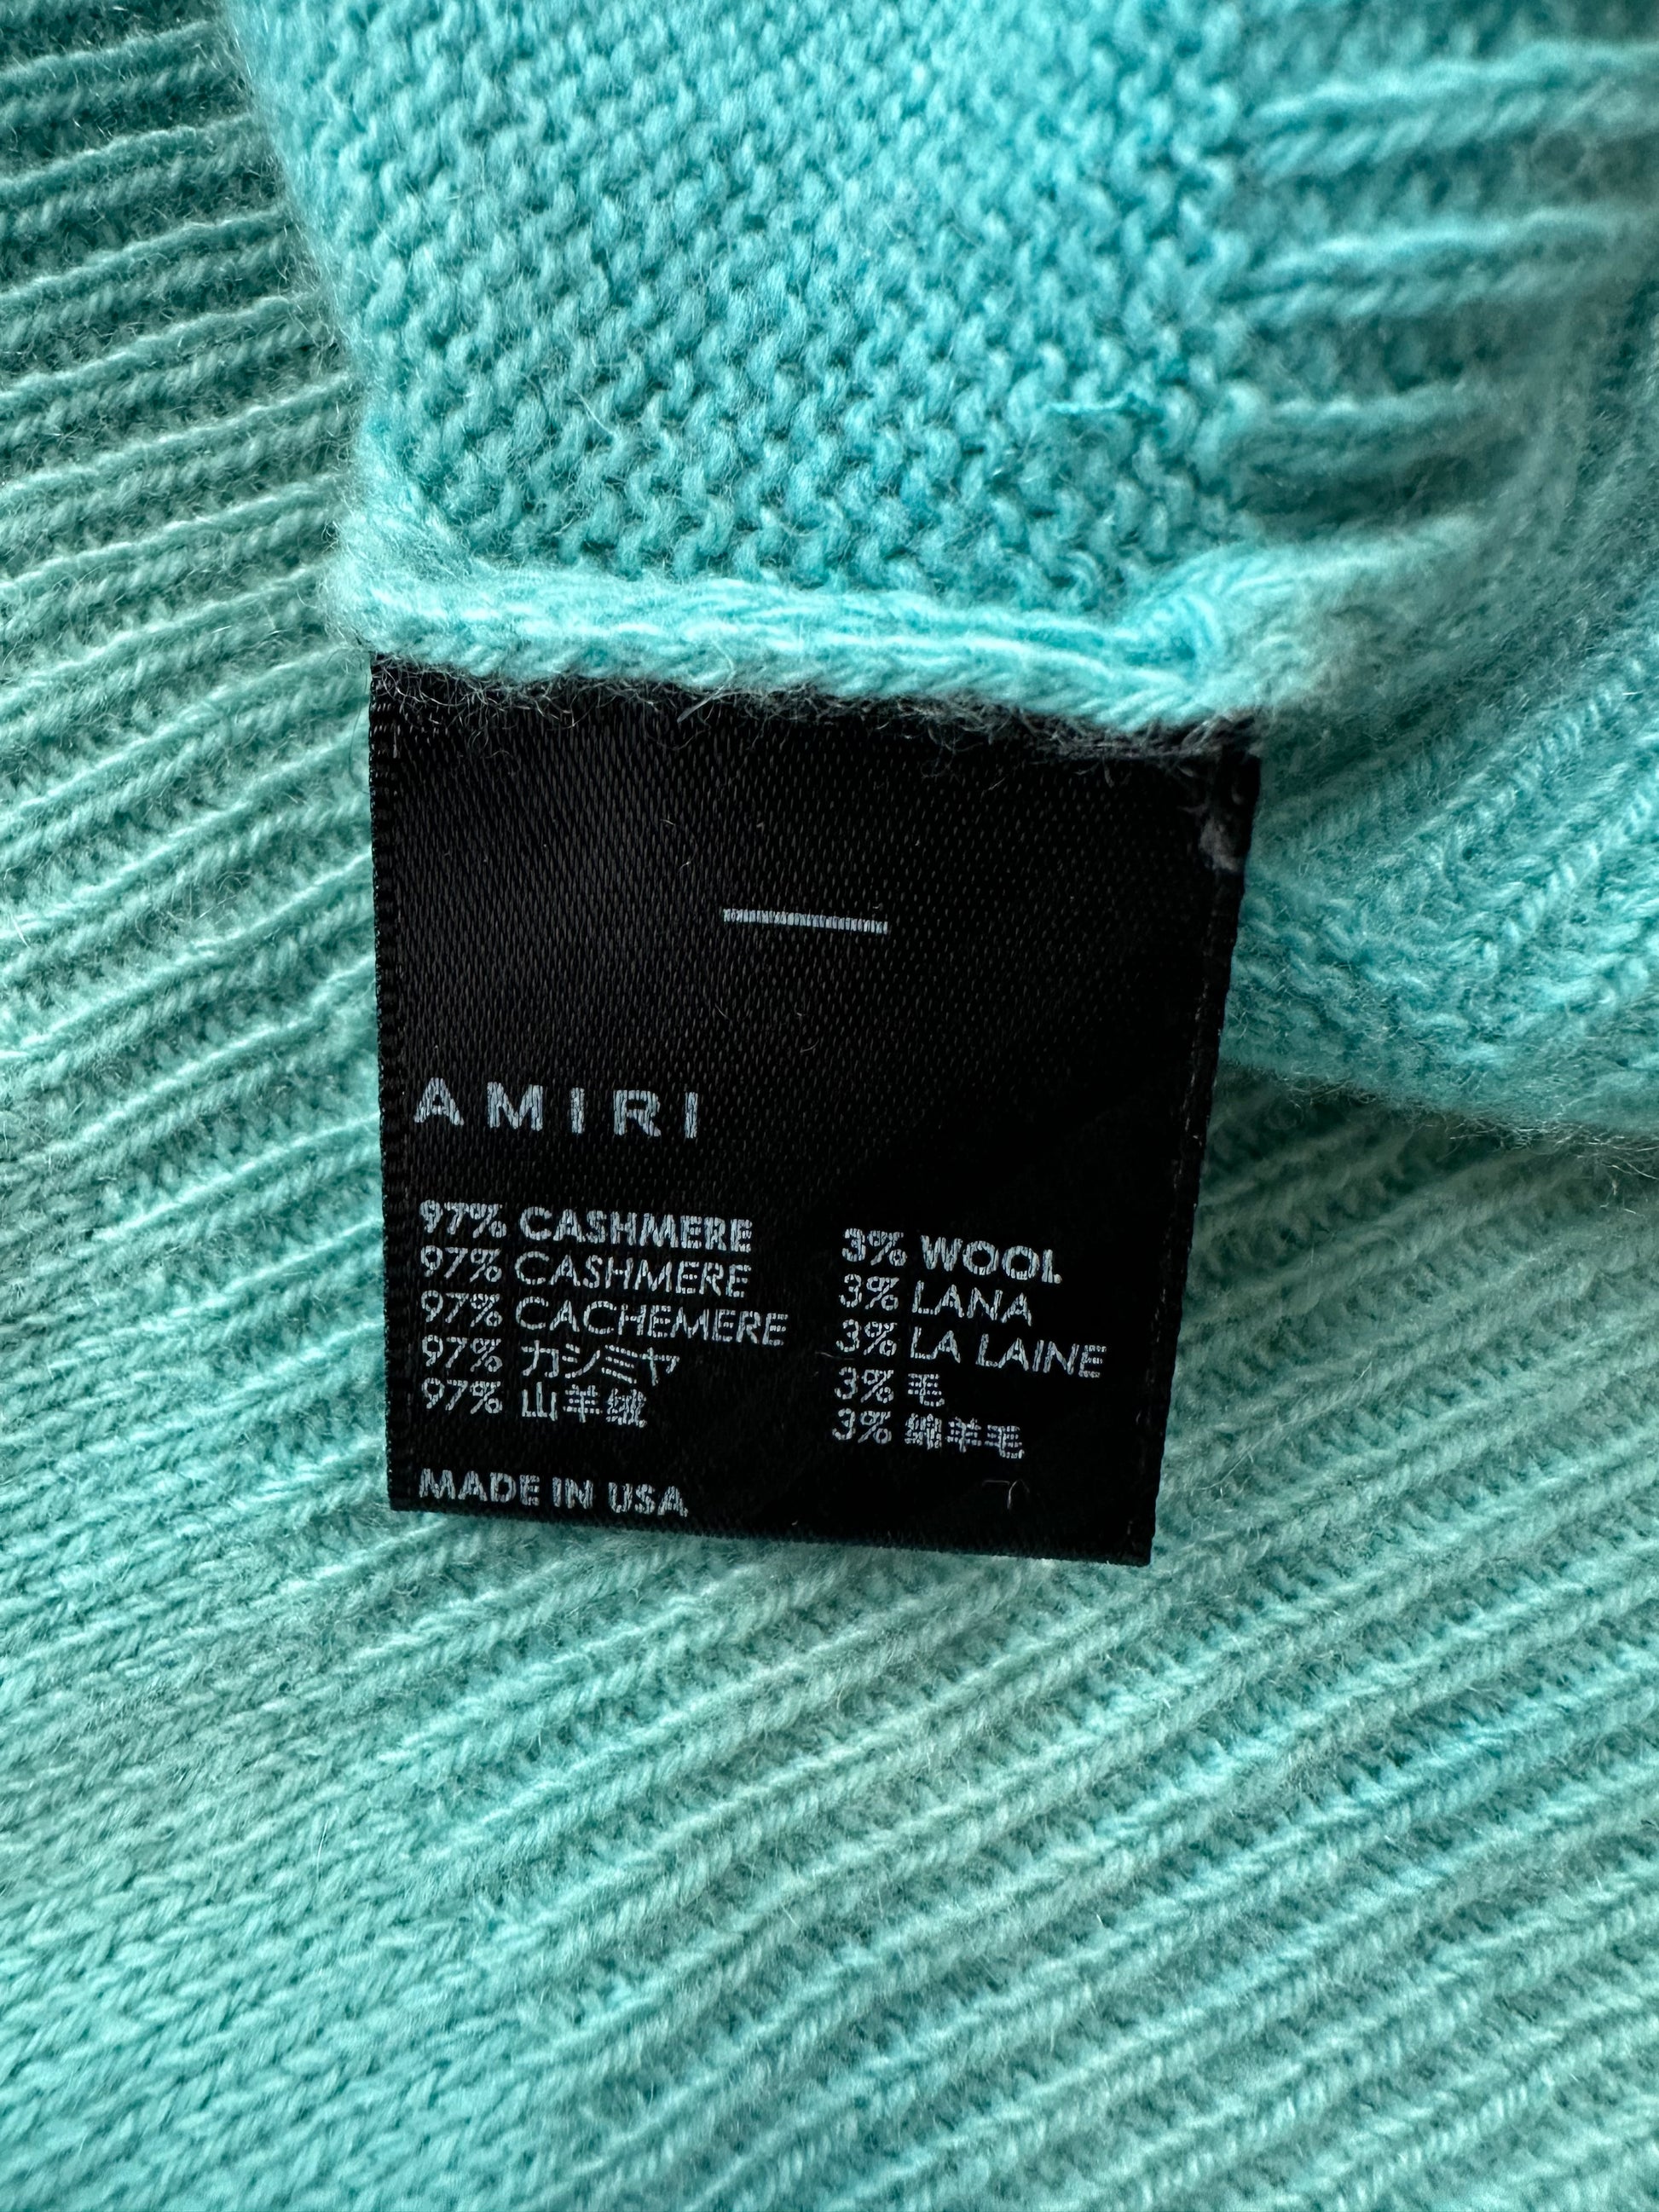 AMIRI
97% CASHMERE
97% CASHMERE
97% CACHEMERE
97% カシミヤ
97% 山羊绒
3% WOOL
3% LANA
3% LA LAINE
3% 毛
3% 绵羊毛
MADE IN USA